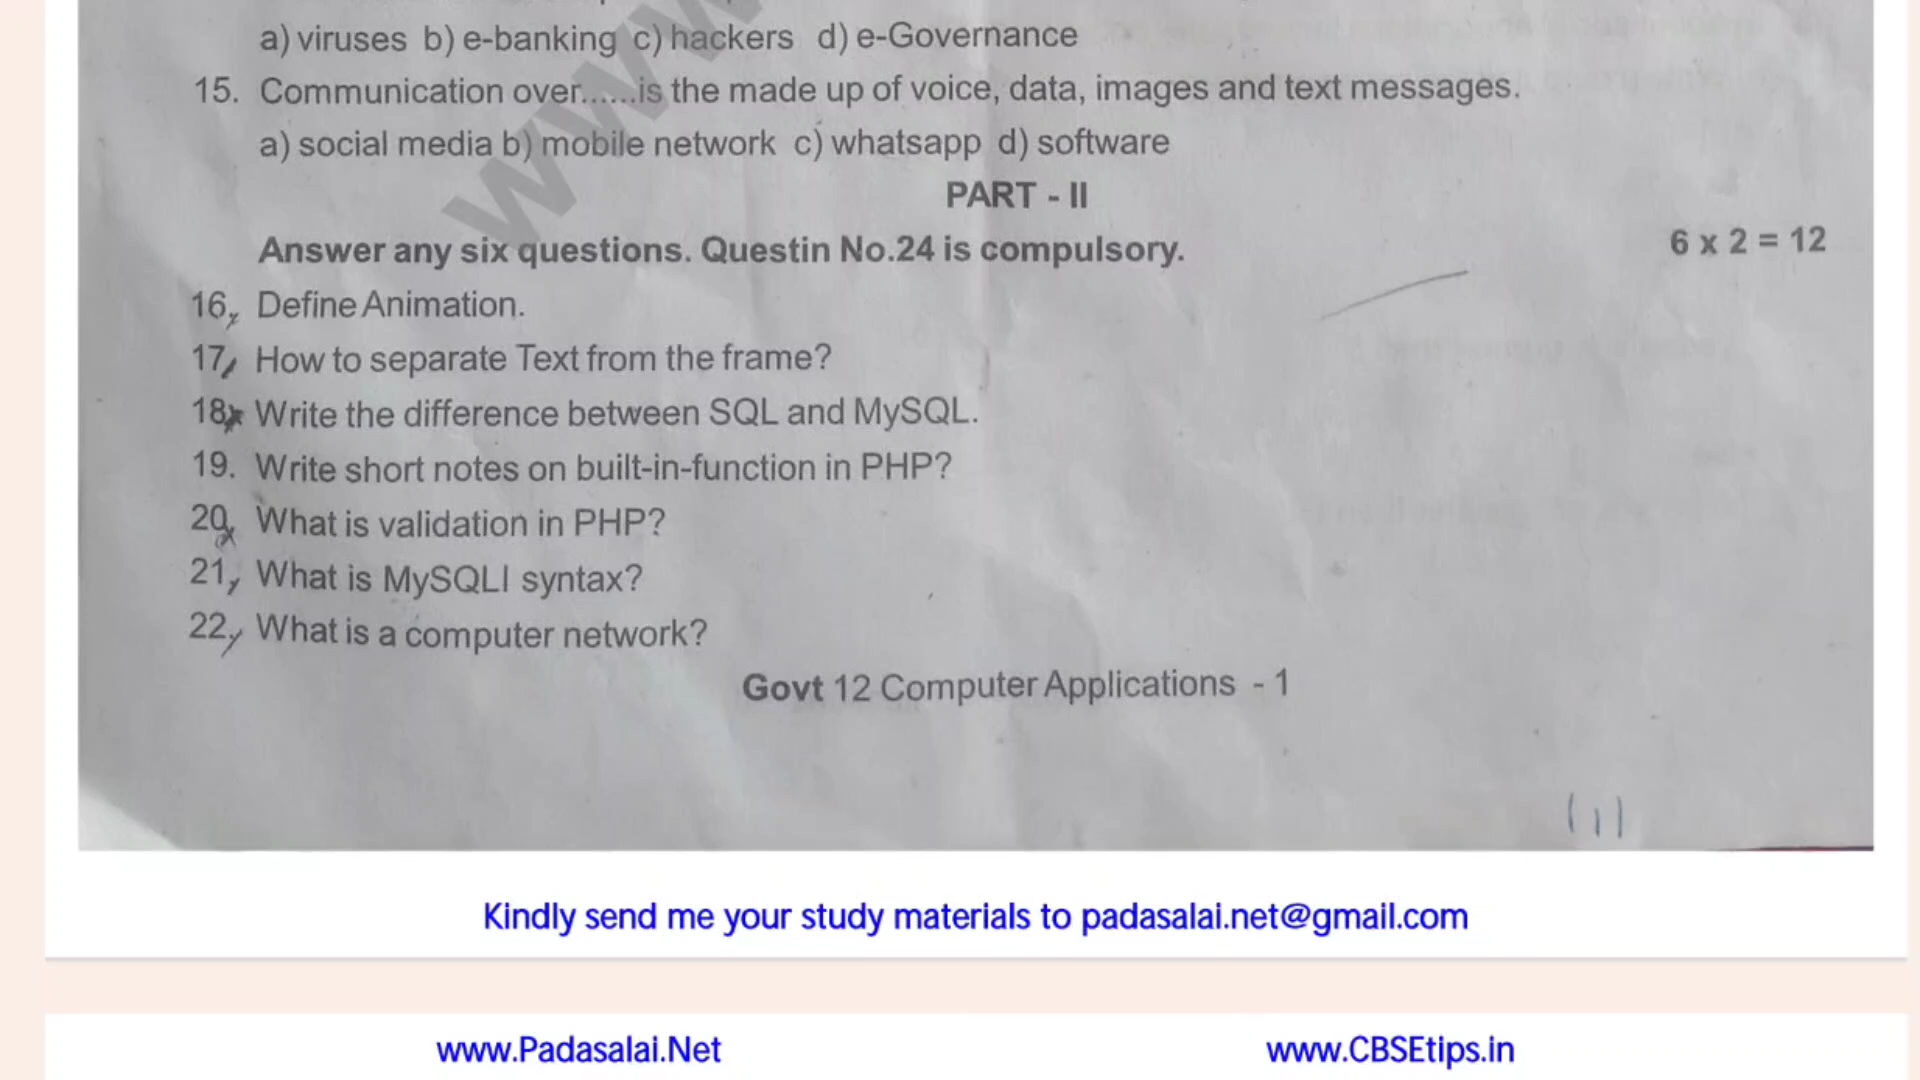 a) viruses b) e-banking c) hackers d) e-Governance
15. Communication over......is the made up of voice, data, images and text messages.
a) social media b) mobile network c) whatsapp d) software
PART - II
Answer any six questions. Questin No.24 is compulsory. 6 x 2 = 12
16. Define Animation.
17. How to separate Text from the frame?
18. Write the difference between SQL and MySQL.
19. Write short notes on built-in-function in PHP?
20. What is validation in PHP?
21. What is MySQLI syntax?
22. What is a computer network?
Govt 12 Computer Applications - 1
Kindly send me your study materials to padasalai.net@gmail.com
www.Padasalai.Net www.CBSEtips.in